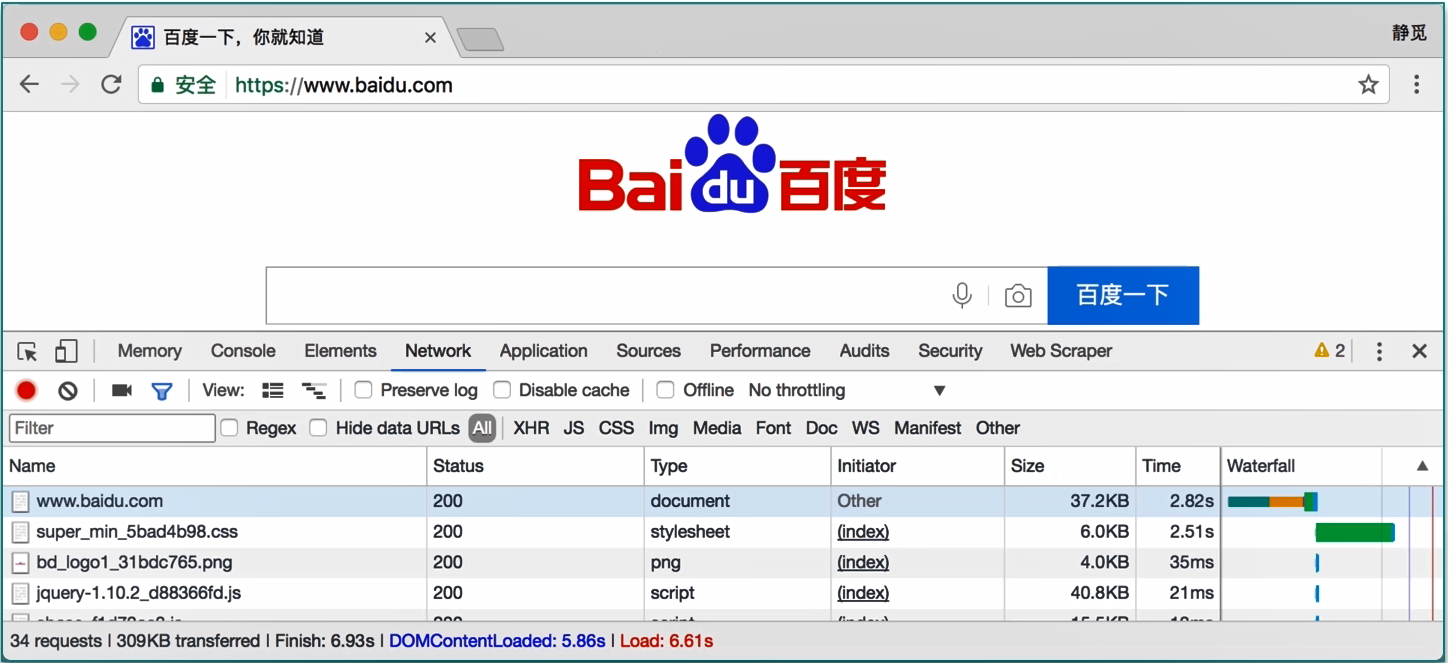 百度一下，你就知道
静觅
安全 https://www.baidu.com
Bai du 百度
百度一下
Memory Console Elements Network Application Sources Performance Audits Security Web Scraper 2
View: Preserve log Disable cache Offline No throttling
Filter Regex Hide data URLs All XHR JS CSS Img Media Font Doc WS Manifest Other
Name Status Type Initiator Size Time Waterfall
www.baidu.com 200 document Other 37.2KB 2.82s
super_min_5bad4b98.css 200 stylesheet (index) 6.0KB 2.51s
bd_logo1_31bdc765.png 200 png (index) 4.0KB 35ms
jquery-1.10.2_d88366fd.js 200 script (index) 40.8KB 21ms
34 requests | 309KB transferred | Finish: 6.93s | DOMContentLoaded: 5.86s | Load: 6.61s